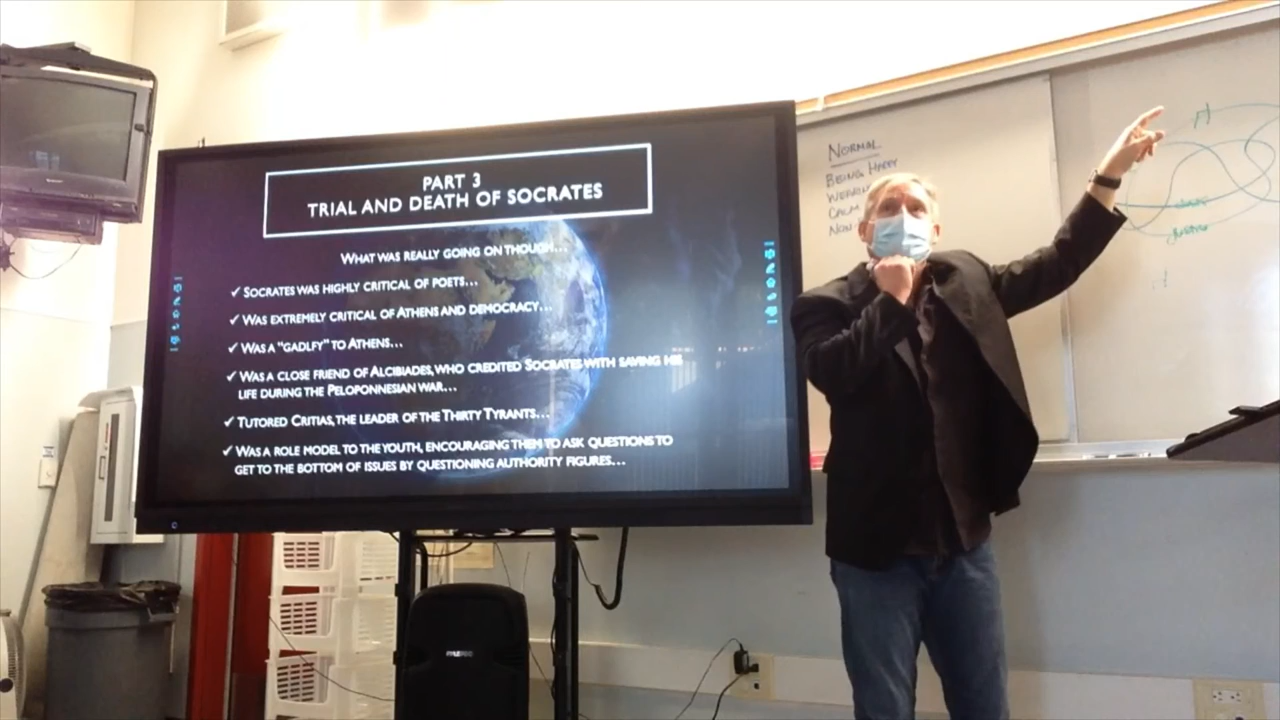 PART 3
TRIAL AND DEATH OF SOCRATES
WHAT WAS REALLY GOING ON THOUGH...
✓ SOCRATES WAS HIGHLY CRITICAL OF POETS...
✓ WAS EXTREMELY CRITICAL OF ATHENS AND DEMOCRACY...
✓ WAS A "GADLFY" TO ATHENS...
✓ WAS A CLOSE FRIEND OF ALCIBIADES, WHO CREDITED SOCRATES WITH SAVING HIS
LIFE DURING THE PELOPONNESIAN WAR...
✓ TUTORED CRITIAS, THE LEADER OF THE THIRTY TYRANTS...
✓ WAS A ROLE MODEL TO THE YOUTH, ENCOURAGING THEM TO ASK QUESTIONS TO
GET TO THE BOTTOM OF ISSUES BY QUESTIONING AUTHORITY FIGURES...
NORMAL
BEING HAPPY
CALM